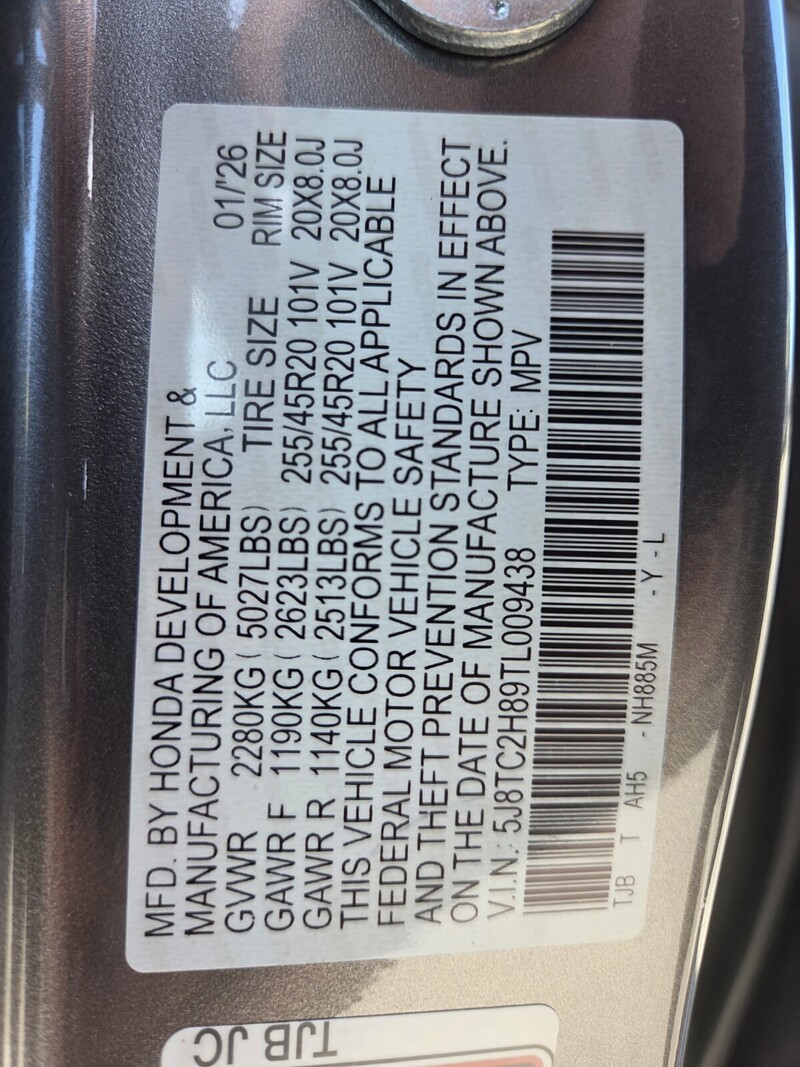 MFD. BY HONDA DEVELOPMENT &
MANUFACTURING OF AMERICA, LLC 01/'26
GVWR 2280KG ( 5027LBS) TIRE SIZE RIM SIZE
GAWR F 1190KG ( 2623LBS) 255/45R20 101V 20X8.0J
GAWR R 1140KG ( 2513LBS) 255/45R20 101V 20X8.0J
THIS VEHICLE CONFORMS TO ALL APPLICABLE
FEDERAL MOTOR VEHICLE SAFETY
AND THEFT PREVENTION STANDARDS IN EFFECT
ON THE DATE OF MANUFACTURE SHOWN ABOVE.
V.I.N.: 5J8TC2H89TL009438 TYPE: MPV
TJB T AH5 -NH885M -Y-L
TJB JC